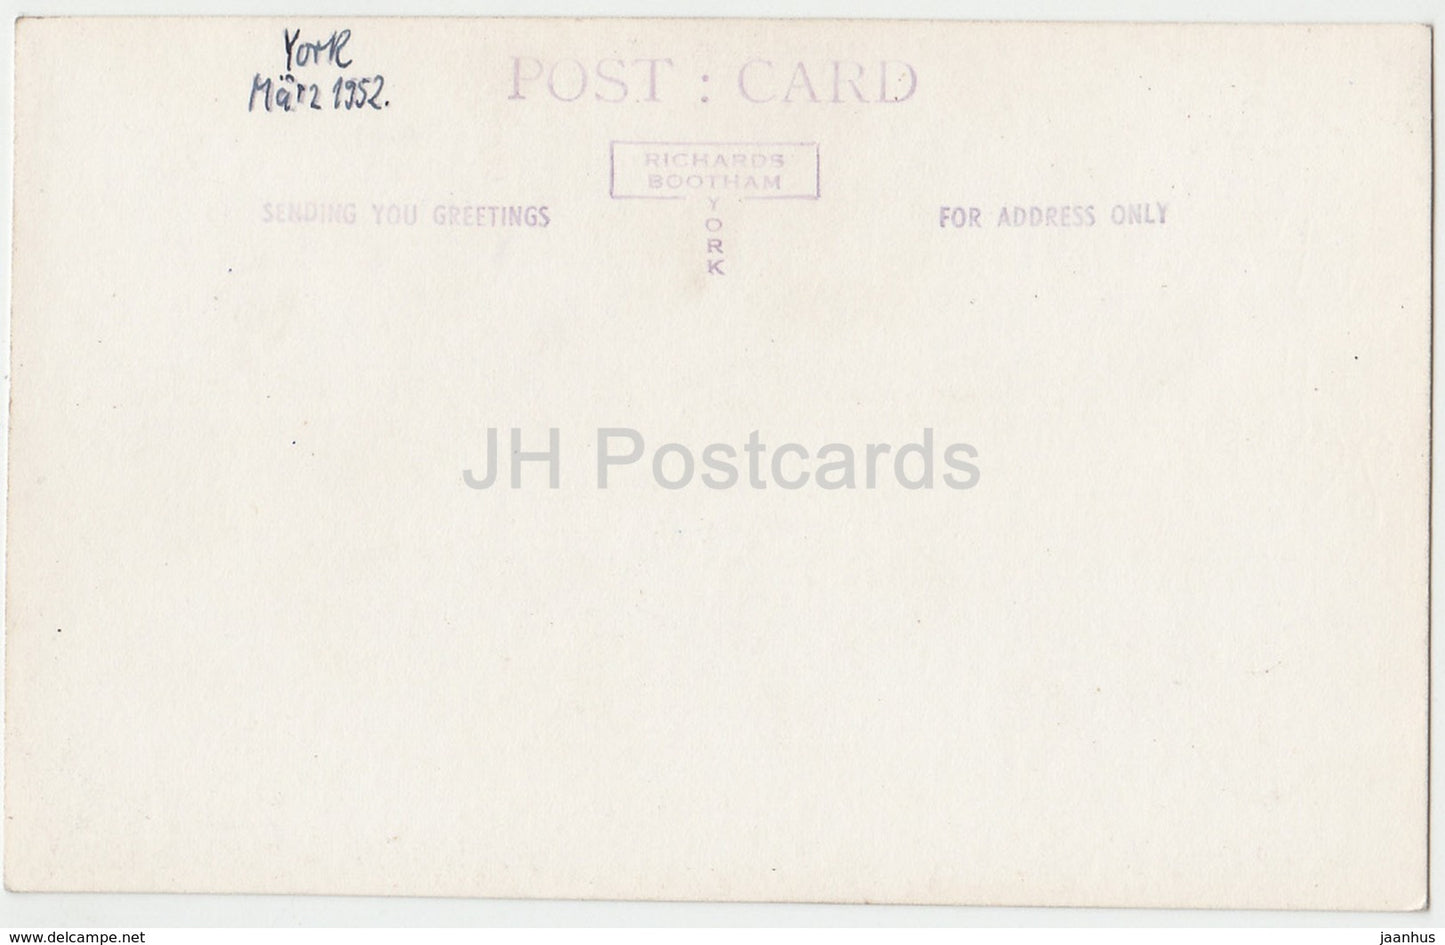 York
März 1952.
POST : CARD
RICHARDS
BOOTHAM
YORK
SENDING YOU GREETINGS
FOR ADDRESS ONLY
JH Postcards
www.delcampe.net
jaanhus